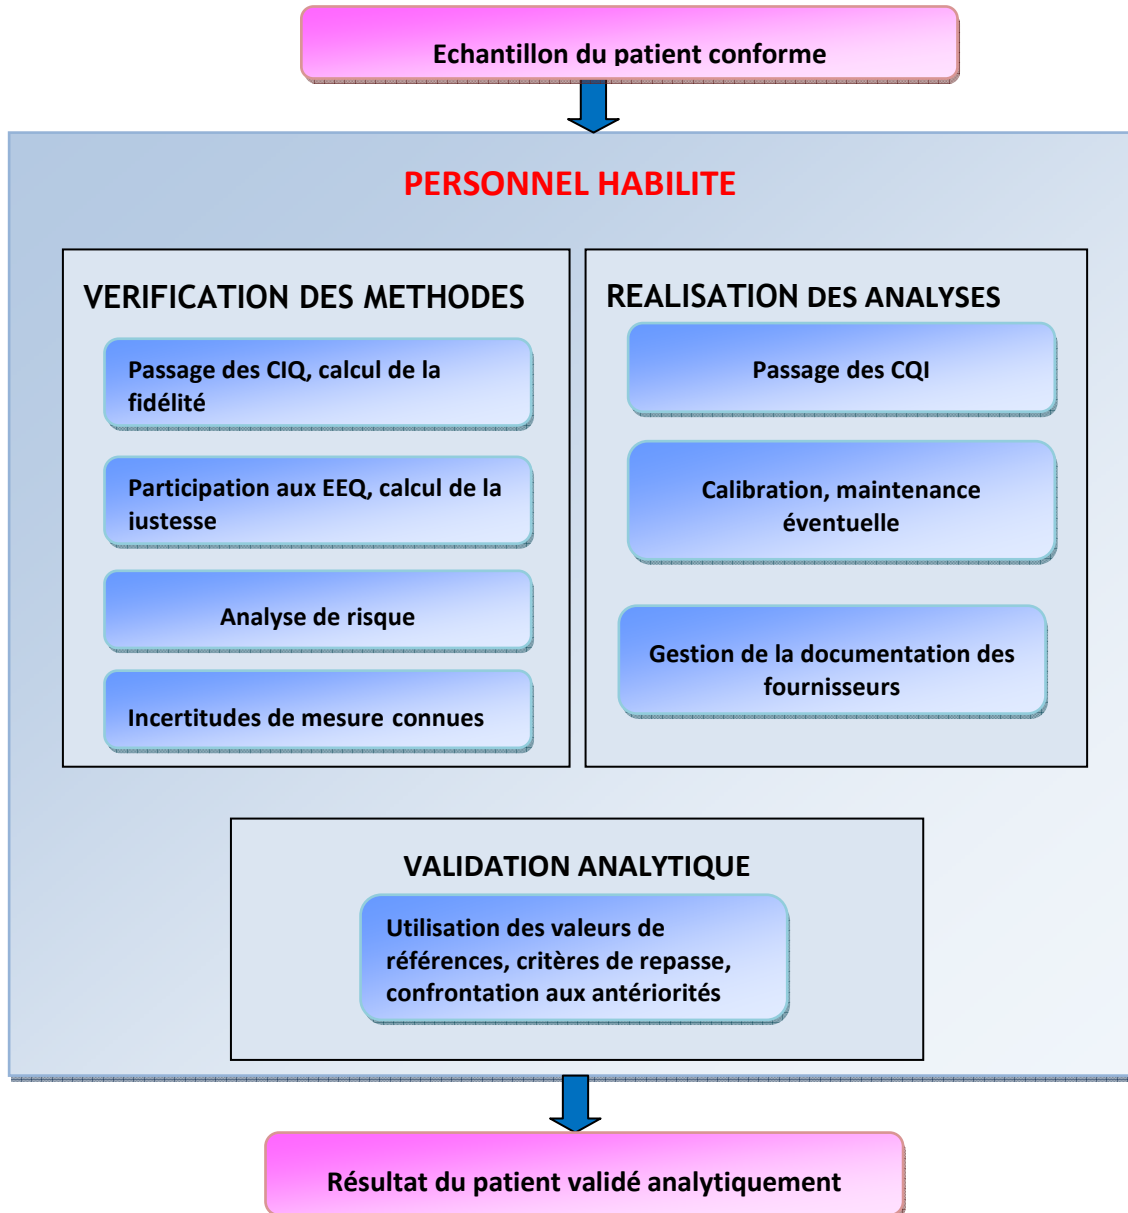 Echantillon du patient conforme
PERSONNEL HABILITE
VERIFICATION DES METHODES
Passage des CIQ, calcul de la
fidélité
Participation aux EEQ, calcul de la
iustesse
Analyse de risque
Incertitudes de mesure connues
REALISATION DES ANALYSES
Passage des CQI
Calibration, maintenance
éventuelle
Gestion de la documentation des
fournisseurs
VALIDATION ANALYTIQUE
Utilisation des valeurs de
références, critères de repasse,
confrontation aux antériorités
Résultat du patient validé analytiquement